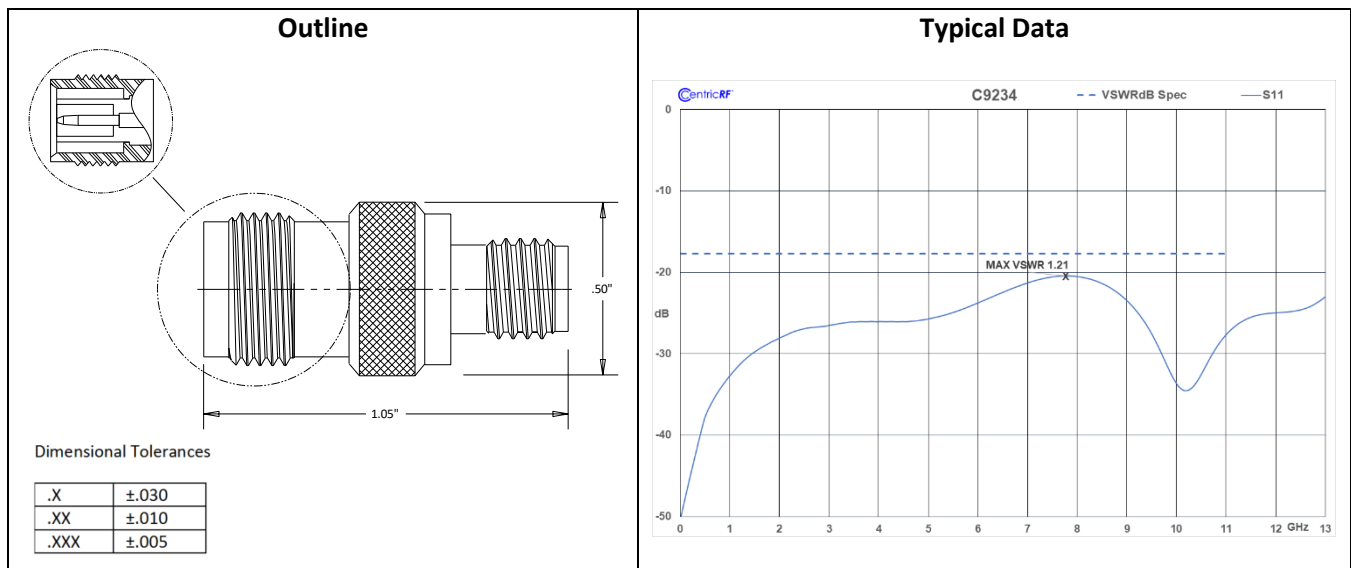 Outline
.50"
1.05"
Dimensional Tolerances
.X ±.030
.XX ±.010
.XXX ±.005
Typical Data
CentricRF™
C9234
VSWRdB Spec
S11
0
-10
-20
-30
-40
-50
dB
MAX VSWR 1.21
X
0 1 2 3 4 5 6 7 8 9 10 11 12 GHz 13